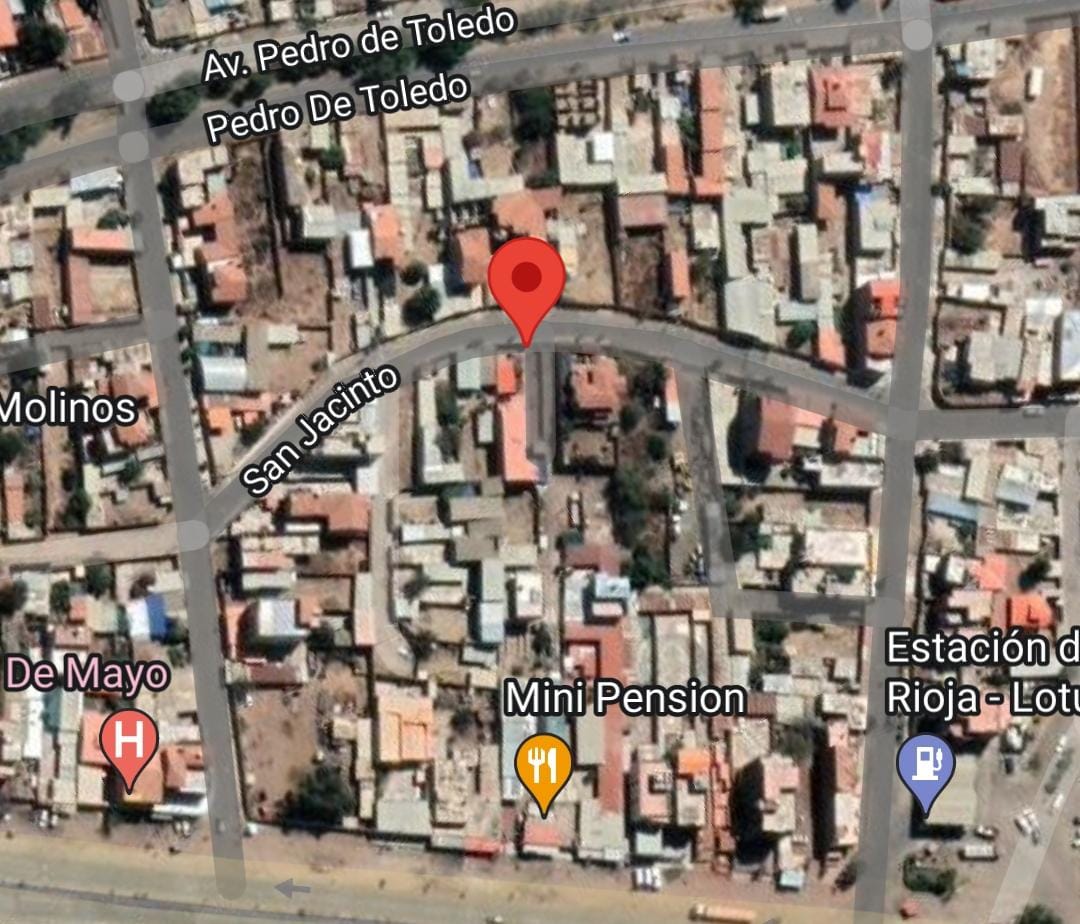 Av. Pedro de Toledo
Pedro De Toledo
Molinos
San Jacinto
De Mayo
H
Mini Pension
Estación d
Rioja - Lotu